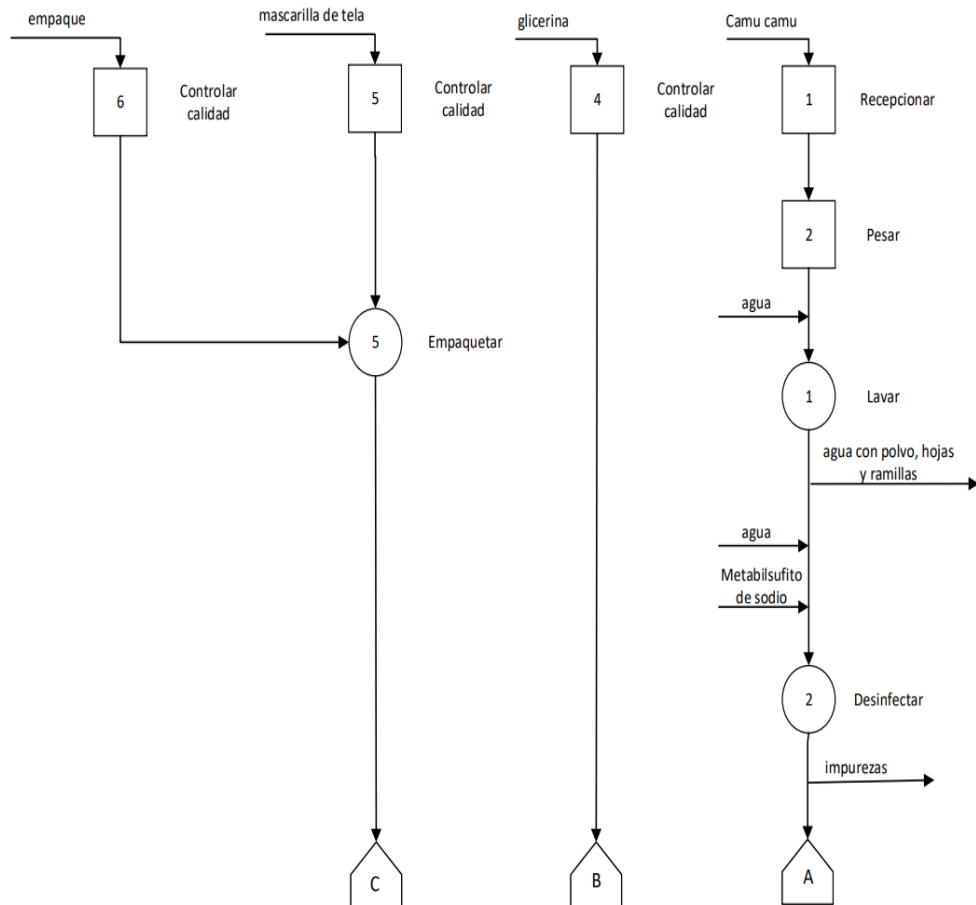 empaque
mascarilla de tela
glicerina
Camu camu
6
Controlar
calidad
5
Controlar
calidad
4
Controlar
calidad
1
Recepcionar
2
Pesar
agua
5
Empaquetar
1
Lavar
agua con polvo, hojas
y ramillas
agua
Metabilsufito
de sodio
2
Desinfectar
impurezas
C
B
A